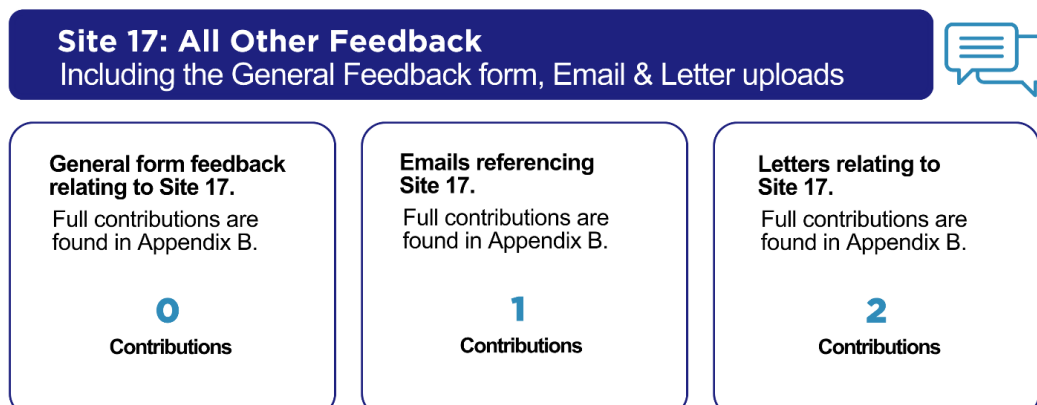 Site 17: All Other Feedback
Including the General Feedback form, Email & Letter uploads
General form feedback
relating to Site 17.
Full contributions are
found in Appendix B.
0
Contributions
Emails referencing
Site 17.
Full contributions are
found in Appendix B.
1
Contributions
Letters relating to
Site 17.
Full contributions are
found in Appendix B.
2
Contributions